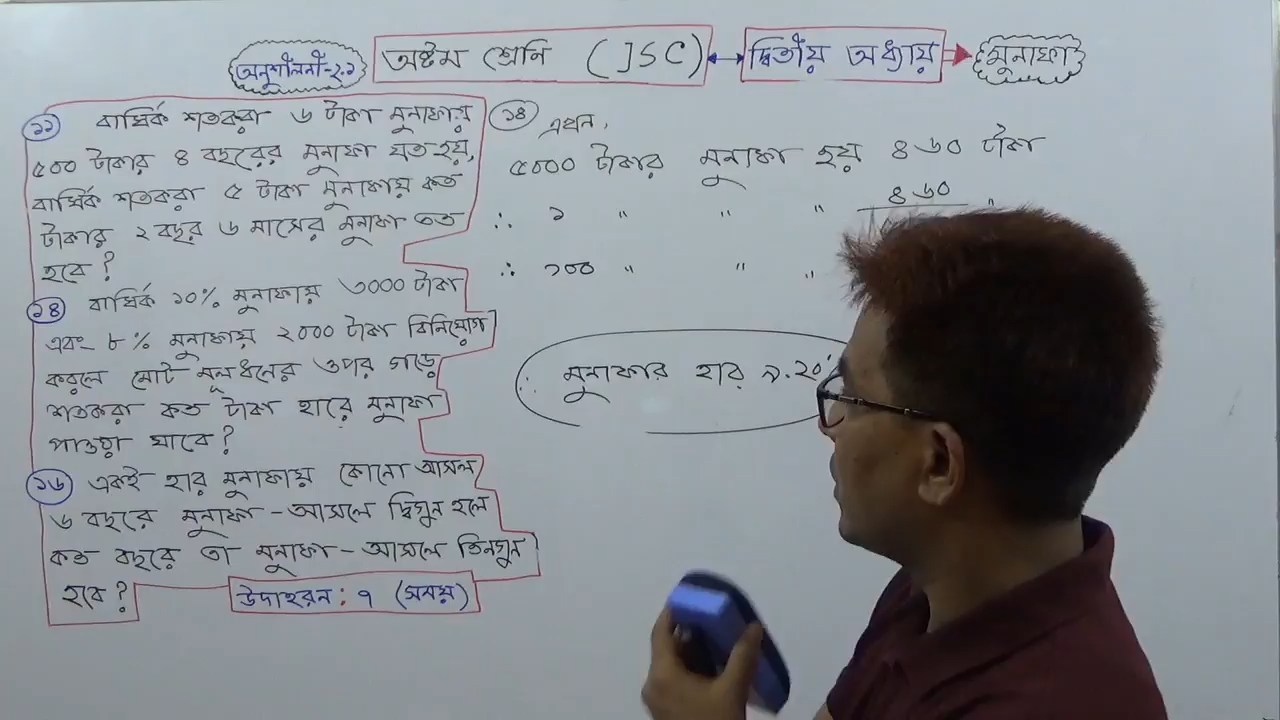 অনুশীলনী-২.১ অষ্টম শ্রেনি (JSC) দ্বিতীয় অধ্যায় মুনাফা
১১ বার্ষিক শতকরা ৬ টাকা মুনাফায়
৫০০ টাকার ৪ বছরের মুনাফা যত হয়,
বার্ষিক শতকরা ৫ টাকা মুনাফায় কত
টাকার ২ বছর ৬ মাসের মুনাফা তত
হবে ?
১৪ বার্ষিক ১০% মুনাফায় ৩০০০ টাকা
এবং ৮% মুনাফায় ২০০০ টাকা বিনিয়োগ
করলে মোট মূলধনের ওপর গড়ে
শতকরা কত টাকা হারে মুনাফা
পাওয়া যাবে ?
১৬ একই হার মুনাফায় কোনো আসল
৬ বছরে মুনাফা - আসলে দ্বিগুন হলে
কত বছরে তা মুনাফা - আসলে তিনগুন
হবে ?
উদাহরন : ৭ (সময়)
১৪ এখন,
৫০০০ টাকার মুনাফা হয় ৪৬০ টাকা
∴ ১ " " " ৪৬০ "
∴ ১০০ " " "
∴ মুনাফার হার ৯.২০